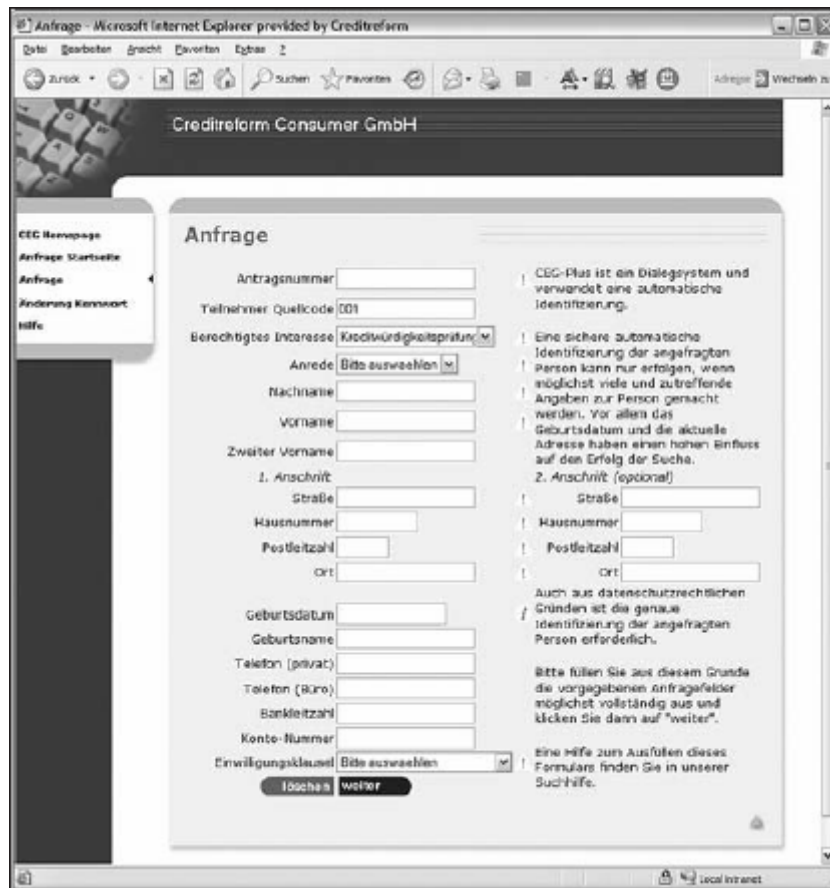 Anfrage - Microsoft Internet Explorer provided by Creditreform
Datei Bearbeiten Ansicht Favoriten Extras ?
Zurück Suchen Favoriten Adresse Wechseln zu
Creditreform Consumer GmbH
CEG Homepage
Anfrage Startseite
Anfrage
Änderung Kennwort
Hilfe
Anfrage
Antragsnummer
Teilnehmer Quellcode 001
Berechtigtes Interesse Kreditwürdigkeitsprüfung
Anrede Bitte auswaehlen
Nachname
Vorname
Zweiter Vorname
1. Anschrift
Straße
Hausnummer
Postleitzahl
Ort
Geburtsdatum
Geburtsname
Telefon (privat)
Telefon (Büro)
Bankleitzahl
Konto-Nummer
Einwilligungsklausel Bitte auswaehlen
löschen weiter
! CEG-Plus ist ein Dialogsystem und
verwendet eine automatische
Identifizierung.
! Eine sichere automatische
Identifizierung der angefragten
! Person kann nur erfolgen, wenn
möglichst viele und zutreffende
! Angaben zur Person gemacht
werden. Vor allem das
! Geburtsdatum und die aktuelle
Adresse haben einen hohen Einfluss
auf den Erfolg der Suche.
2. Anschrift (optional)
! Straße
! Hausnummer
! Postleitzahl
! Ort
Auch aus datenschutzrechtlichen
! Gründen ist die genaue
Identifizierung der angefragten
Person erforderlich.
Bitte füllen Sie aus diesem Grunde
die vorgegebenen Anfragefelder
möglichst vollständig aus und
klicken Sie dann auf "weiter".
Eine Hilfe zum Ausfüllen dieses
! Formulars finden Sie in unserer
Suchhilfe.
Local intranet